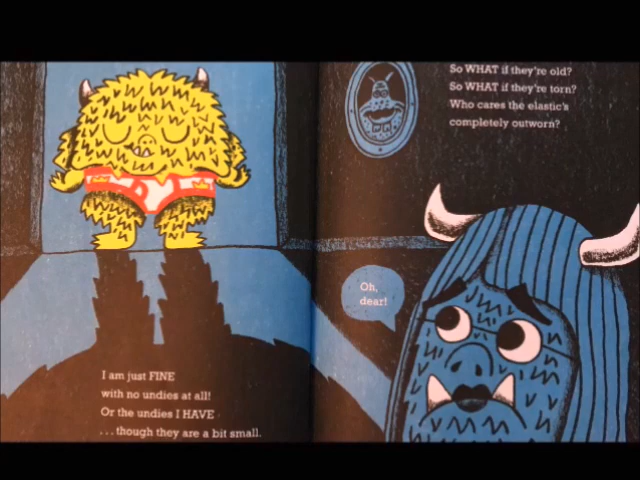 I am just FINE
with no undies at all!
Or the undies I HAVE
. . . though they are a bit small.
So WHAT if they're old?
So WHAT if they're torn?
Who cares the elastic's
completely outworn?
Oh,
dear!